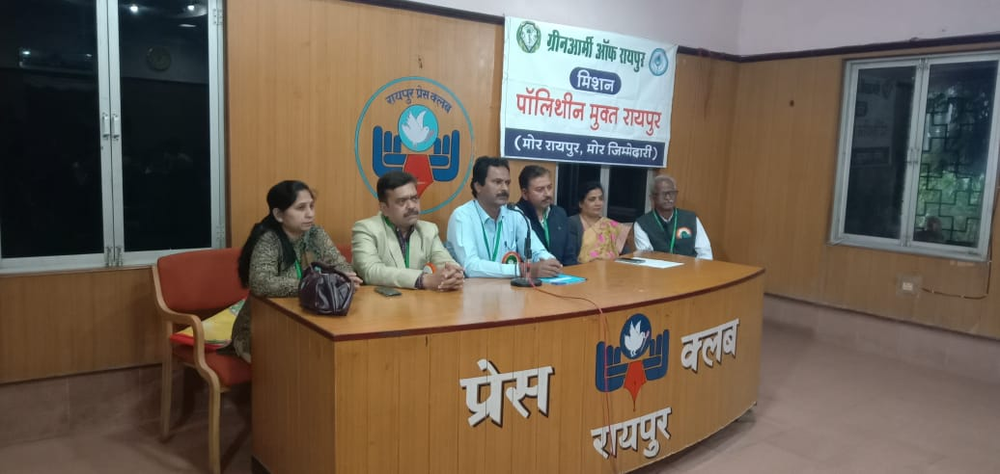 ग्रीनआर्मी ऑफ रायपुर
मिशन
पॉलिथीन मुक्त रायपुर
(मोर रायपुर, मोर जिम्मेदारी)
रायपुर प्रेस क्लब
प्रेस क्लब
रायपुर